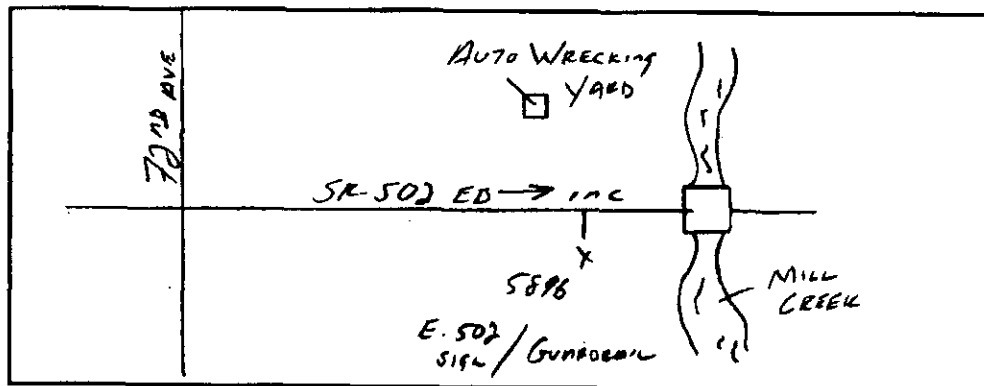 72nd AVE
AUTO WRECKING
YARD
SR-502 EB → inc
5896
MILL
CREEK
E. 502
SIGN / GUARDRAIL